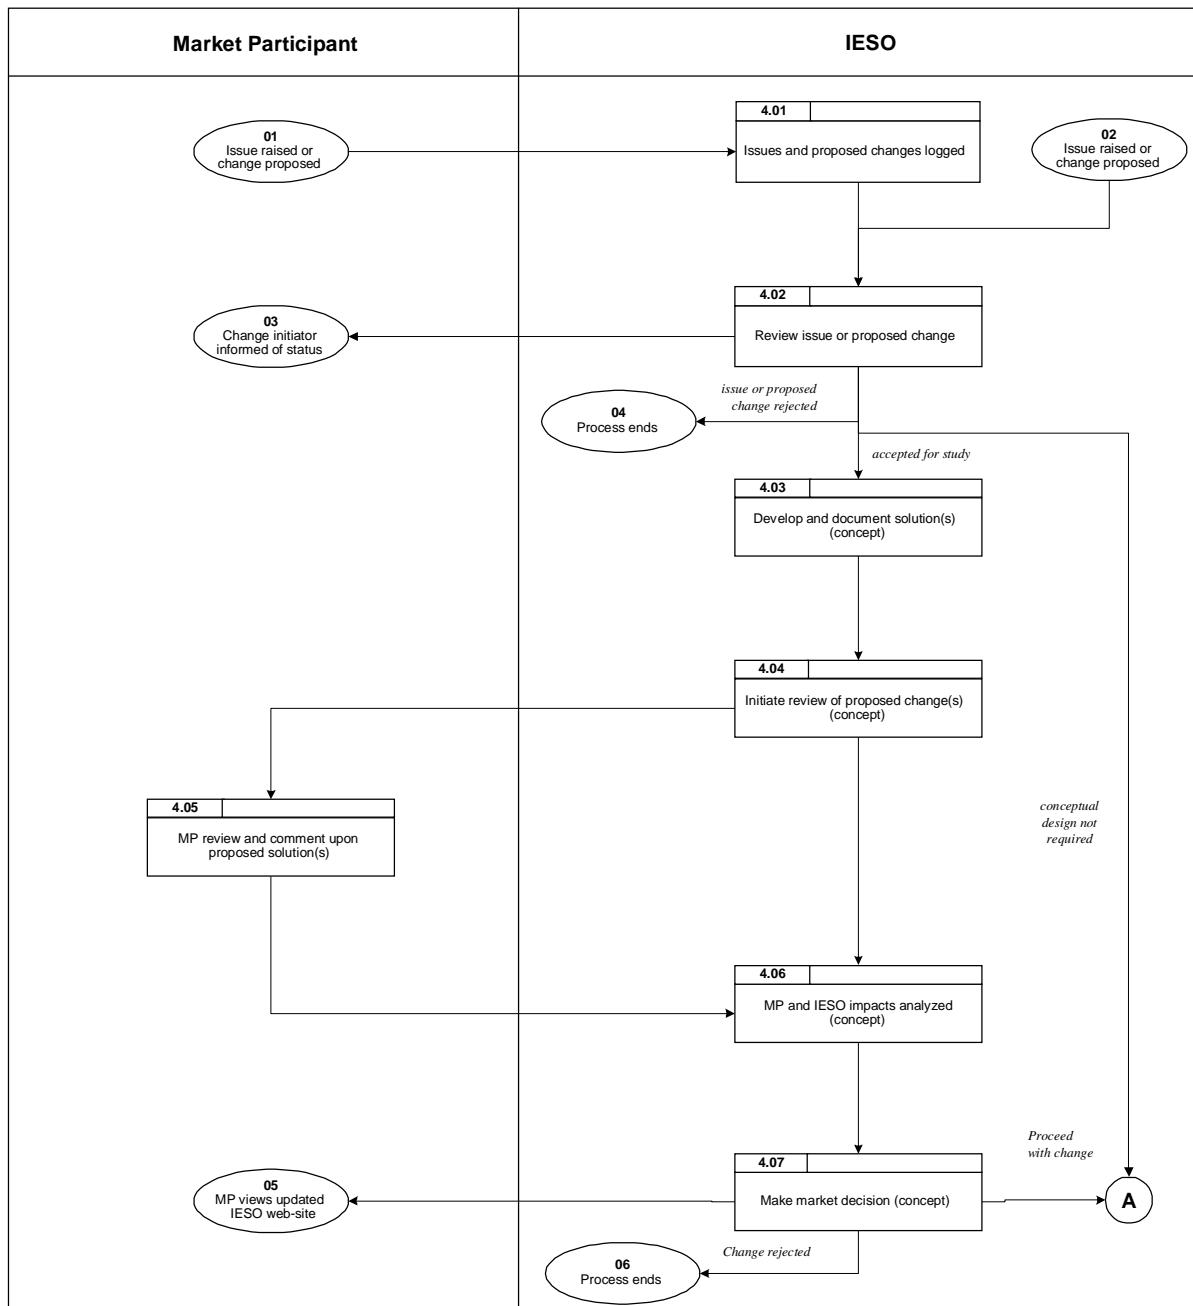 Market Participant
IESO
4.01
01
Issue raised or
change proposed
Issues and proposed changes logged
02
Issue raised or
change proposed
4.02
03
Change initiator
informed of status
Review issue or proposed change
issue or proposed
change rejected
04
Process ends
accepted for study
4.03
Develop and document solution(s)
(concept)
4.04
Initiate review of proposed change(s)
(concept)
4.05
MP review and comment upon
proposed solution(s)
conceptual
design not
required
4.06
MP and IESO impacts analyzed
(concept)
Proceed
with change
4.07
05
MP views updated
IESO web-site
Make market decision (concept)
A
Change rejected
06
Process ends